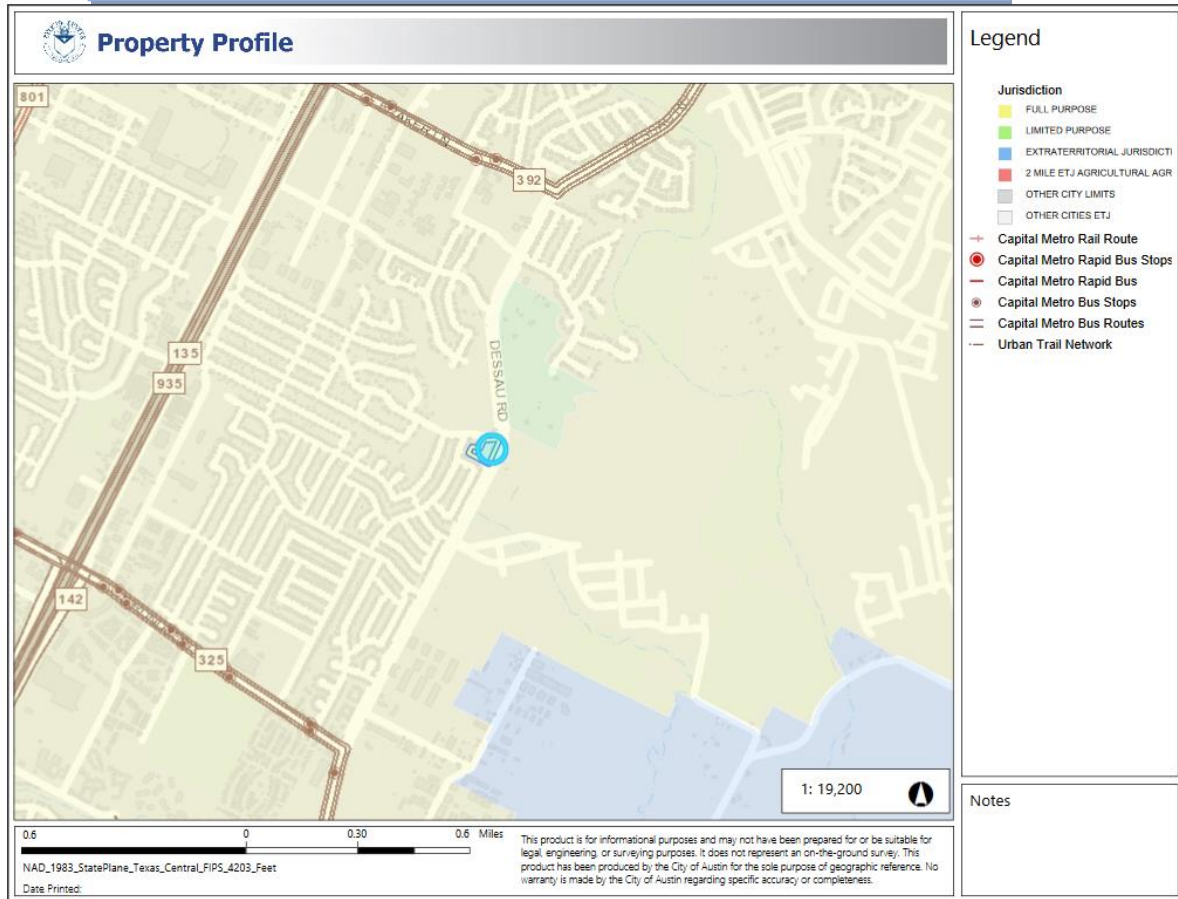 Property Profile
801
392
135
935
DESSAU RD
142
325
1: 19,200
0.6
0
0.30
0.6 Miles
NAD_1983_StatePlane_Texas_Central_FIPS_4203_Feet
Date Printed:
This product is for informational purposes and may not have been prepared for or be suitable for
legal, engineering, or surveying purposes. It does not represent an on-the-ground survey. This
product has been produced by the City of Austin for the sole purpose of geographic reference. No
warranty is made by the City of Austin regarding specific accuracy or completeness.
Legend
Jurisdiction
FULL PURPOSE
LIMITED PURPOSE
EXTRATERRITORIAL JURISDICTI
2 MILE ETJ AGRICULTURAL AGR
OTHER CITY LIMITS
OTHER CITIES ETJ
Capital Metro Rail Route
Capital Metro Rapid Bus Stops
Capital Metro Rapid Bus
Capital Metro Bus Stops
Capital Metro Bus Routes
Urban Trail Network
Notes